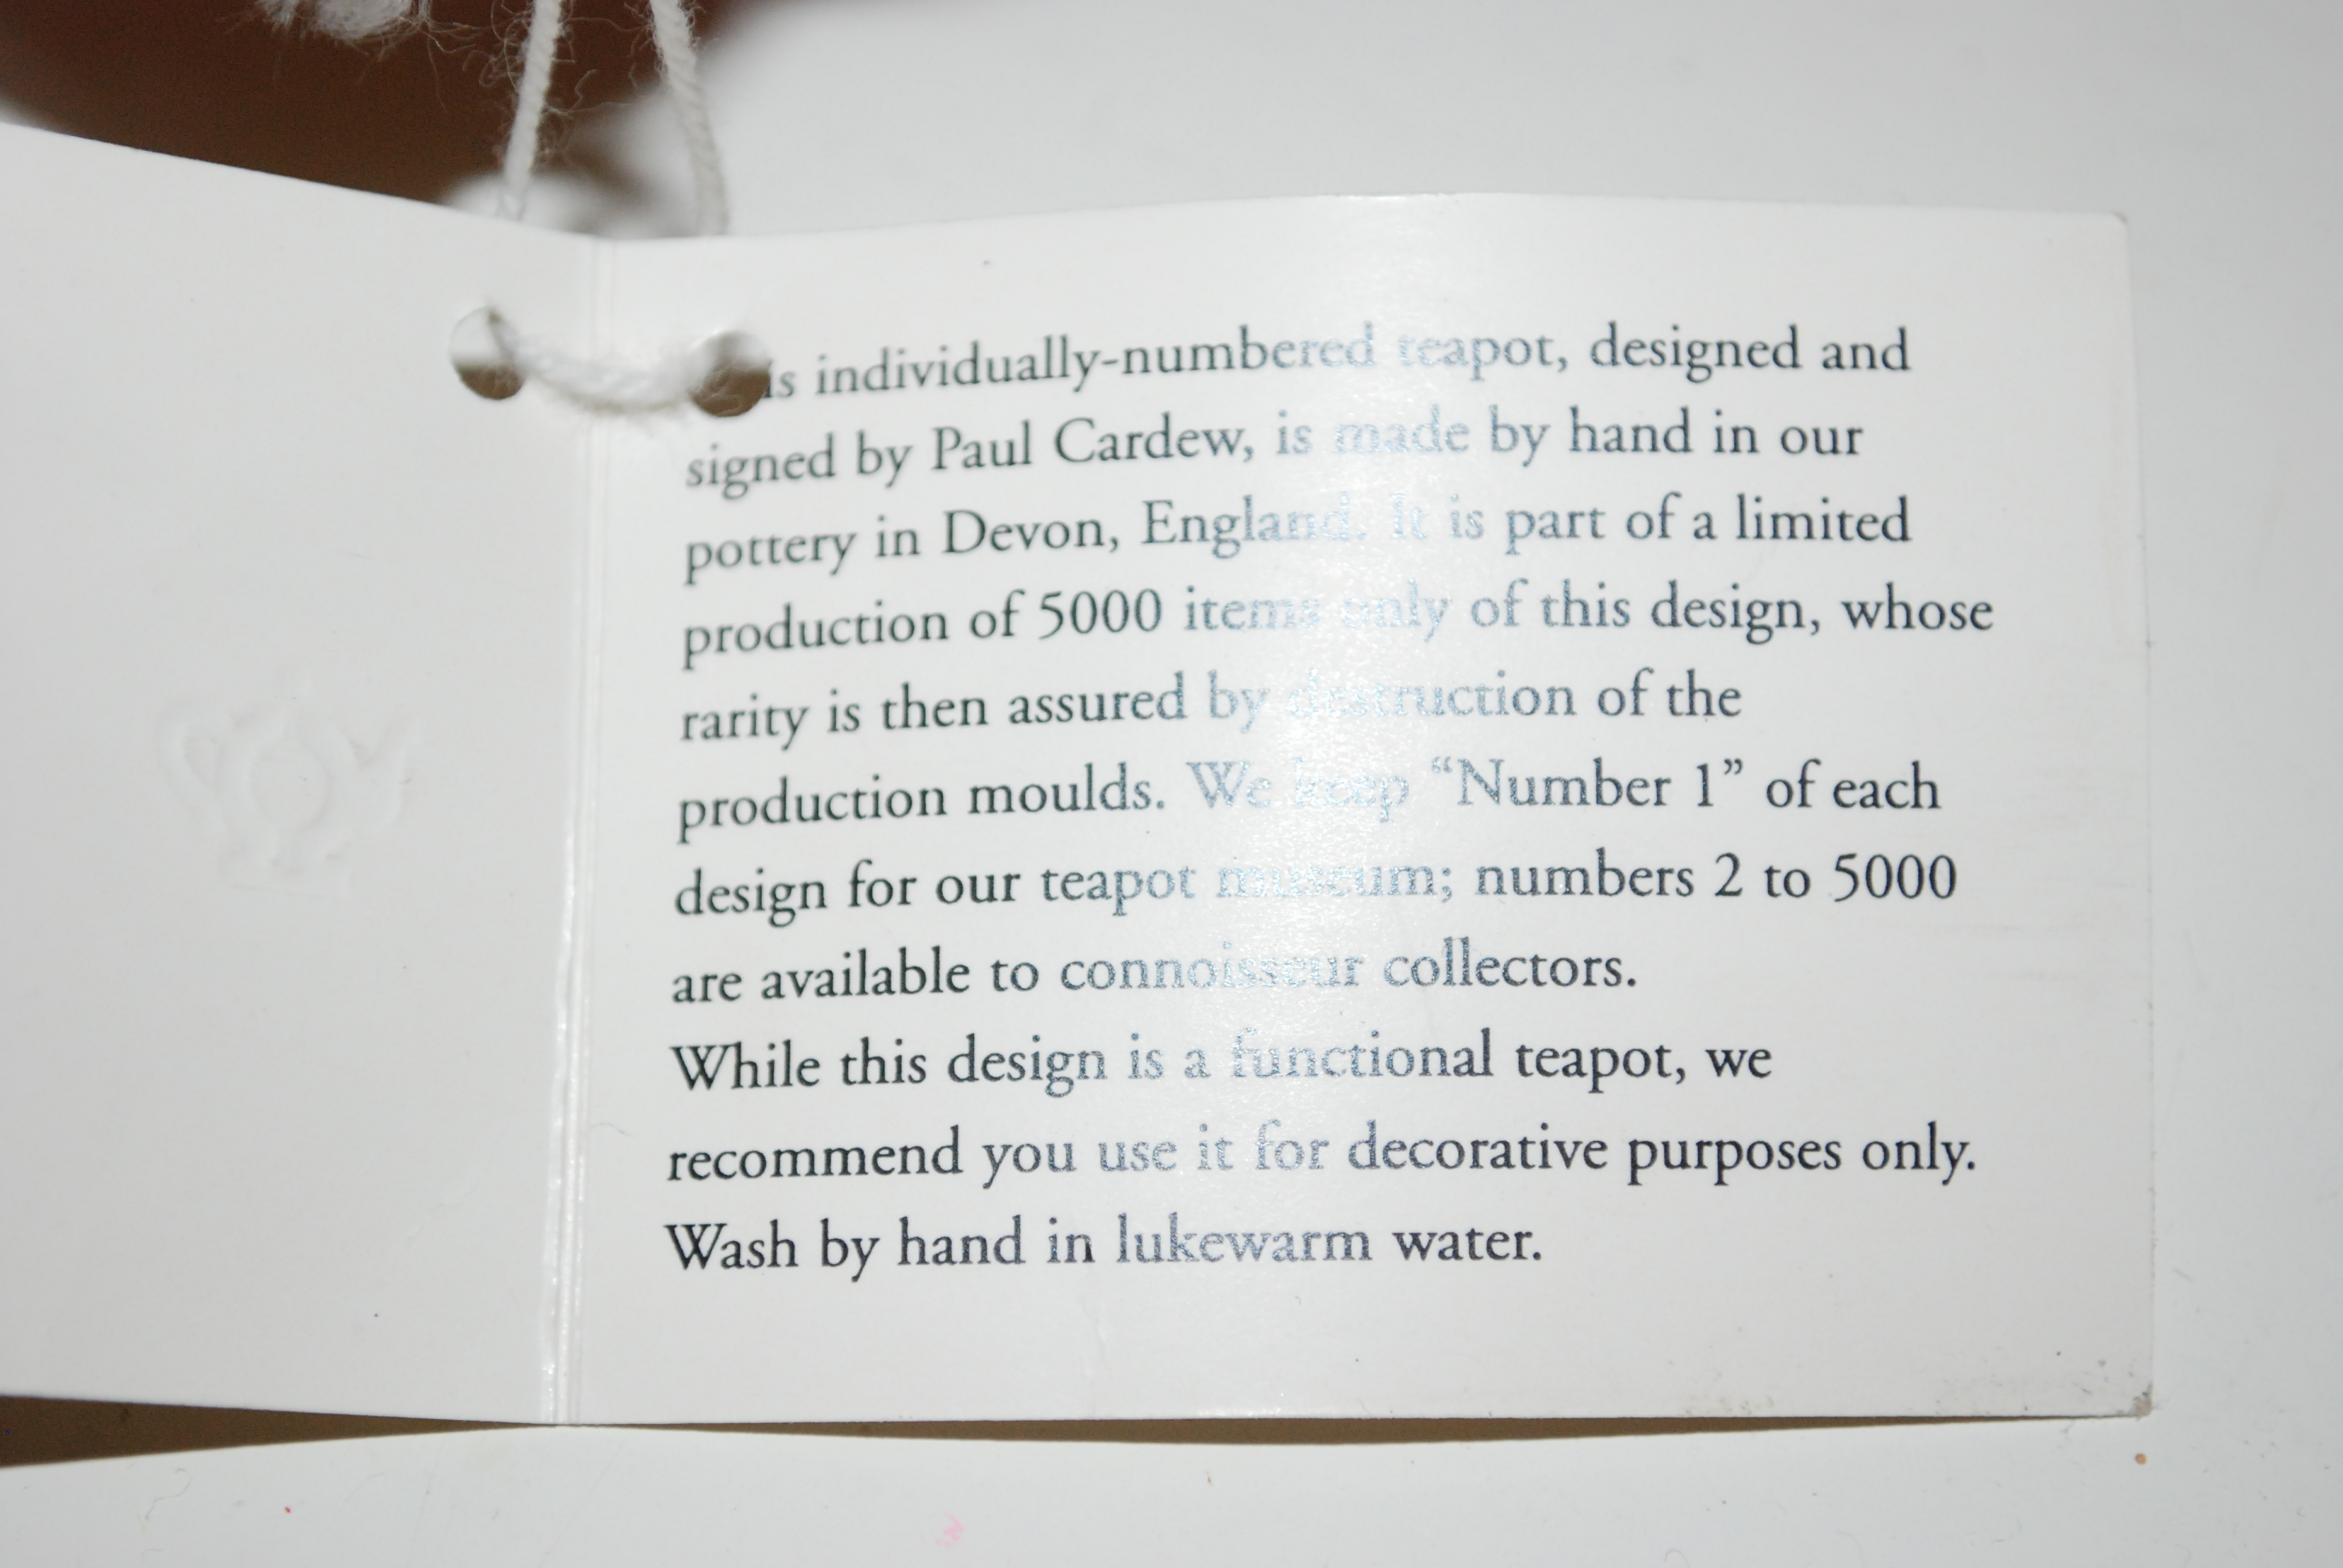 is individually-numbered teapot, designed and
signed by Paul Cardew, is made by hand in our
pottery in Devon, England. It is part of a limited
production of 5000 items only of this design, whose
rarity is then assured by destruction of the
production moulds. We keep “Number 1” of each
design for our teapot museum; numbers 2 to 5000
are available to connoisseur collectors.
While this design is a functional teapot, we
recommend you use it for decorative purposes only.
Wash by hand in lukewarm water.